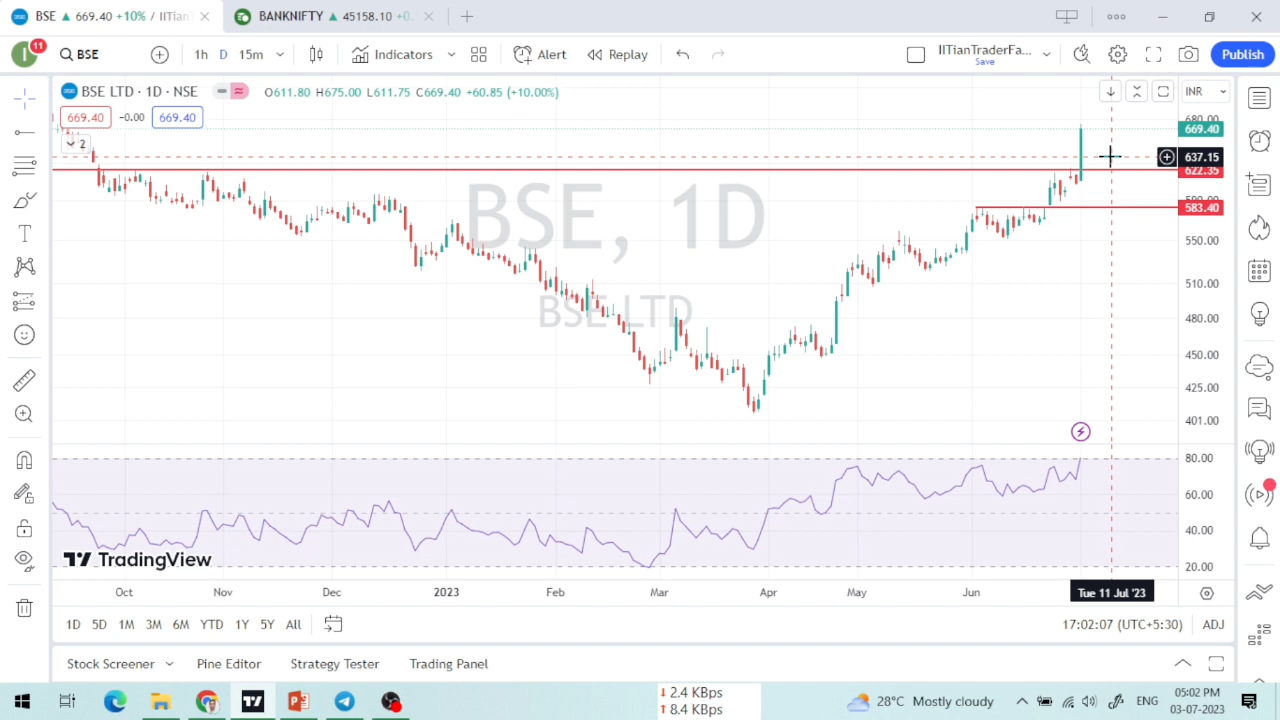 BSE ▲ 669.40 +10% / IITian
BANKNIFTY ▲ 45158.10 +0.
11
BSE
1h D 15m
Indicators
Alert
Replay
IITianTraderFa...
Save
Publish
BSE LTD · 1D · NSE
O611.80 H675.00 L611.75 C669.40 +60.85 (+10.00%)
INR
669.40 -0.00 669.40
2
BSE, 1D
BSE LTD
680.00
669.40
637.15
622.35
583.40
550.00
510.00
480.00
450.00
425.00
401.00
80.00
60.00
40.00
20.00
TradingView
Oct Nov Dec 2023 Feb Mar Apr May Jun Tue 11 Jul '23
1D 5D 1M 3M 6M YTD 1Y 5Y All
17:02:07 (UTC+5:30) ADJ
Stock Screener Pine Editor Strategy Tester Trading Panel
2.4 KBps
8.4 KBps
28°C Mostly cloudy
ENG
05:02 PM
03-07-2023